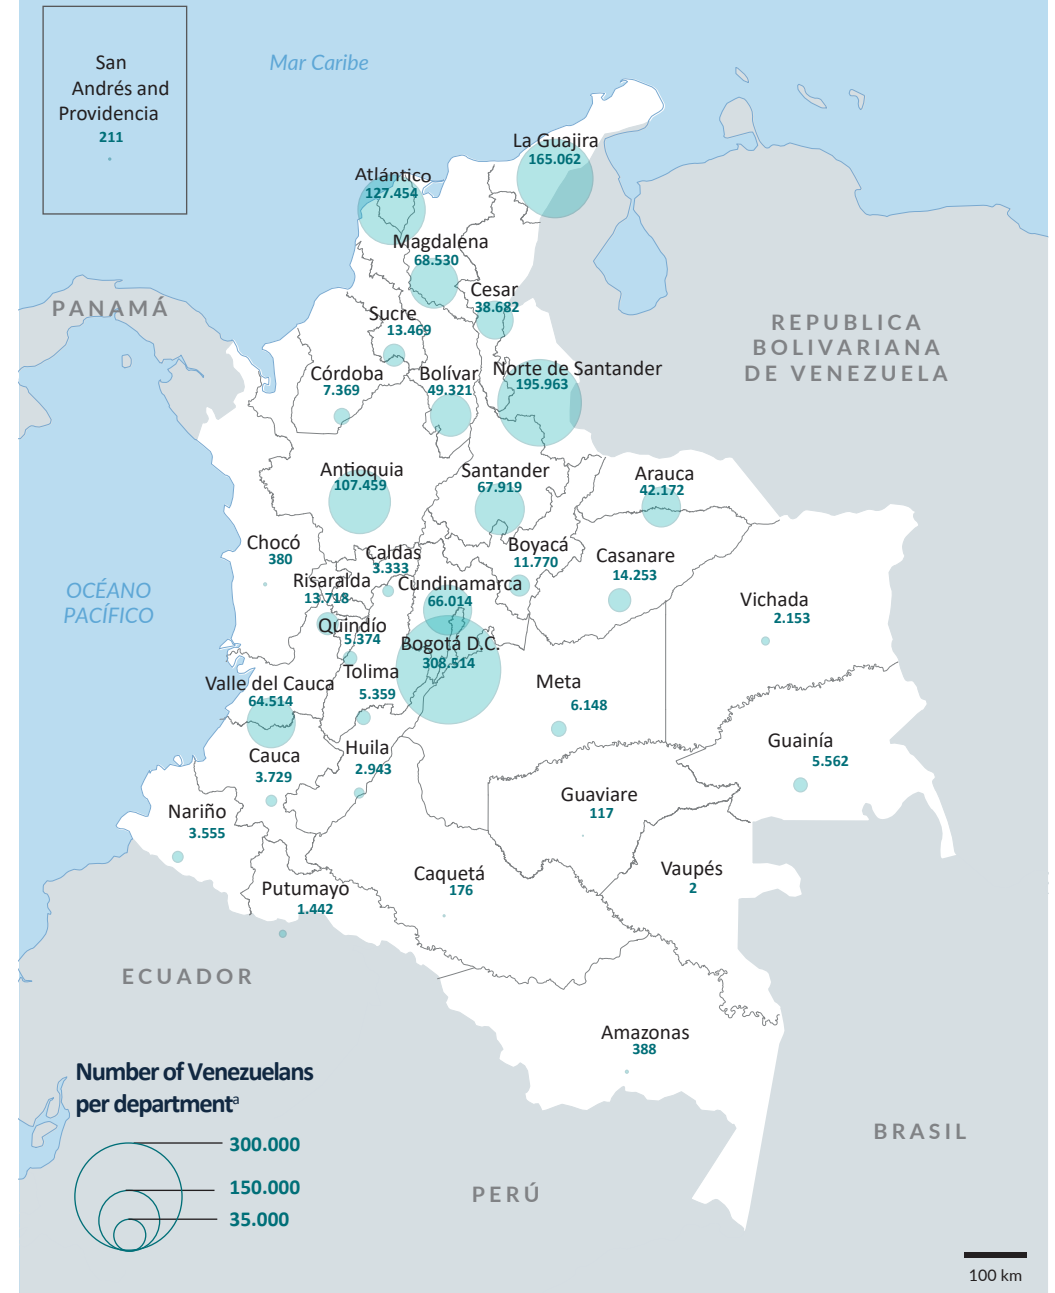 San
Andrés and
Providencia
211
Mar Caribe
La Guajira
165.062
Atlántico
127.454
Magdalena
68.530
Cesar
38.682
Sucre
13.469
PANAMÁ
REPUBLICA
BOLIVARIANA
DE VENEZUELA
Córdoba
7.369
Bolívar
49.321
Norte de Santander
195.963
Antioquia
107.459
Santander
67.919
Arauca
42.172
Chocó
380
Caldas
3.333
Boyacá
11.770
Casanare
14.253
Risaralda
13.718
Cundinamarca
66.014
OCÉANO
PACÍFICO
Vichada
2.153
Quindío
5.374
Bogotá D.C.
308.514
Tolima
5.359
Valle del Cauca
64.514
Meta
6.148
Guainía
5.562
Cauca
3.729
Huila
2.943
Guaviare
117
Nariño
3.555
Vaupés
2
Caquetá
176
Putumayo
1.442
ECUADOR
Amazonas
388
Number of Venezuelans
per departmentᵃ
300.000
150.000
35.000
BRASIL
PERÚ
100 km